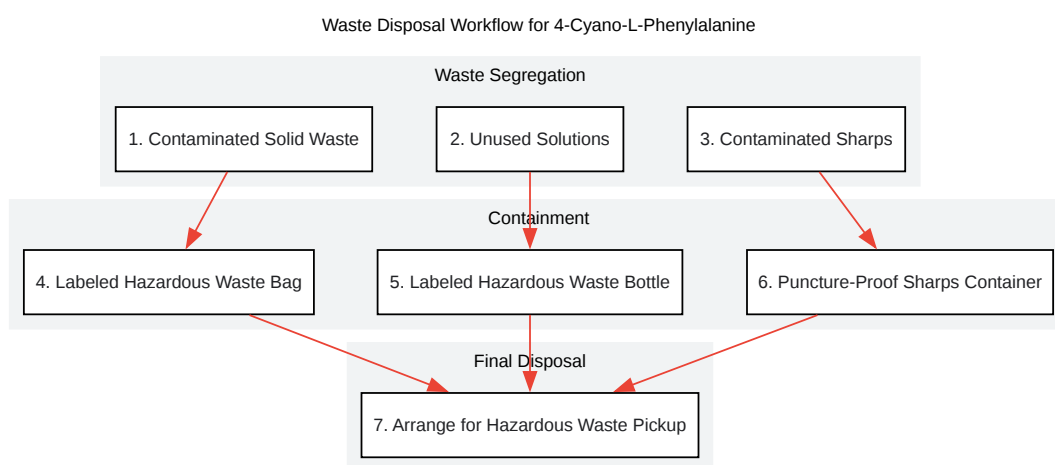 Waste Disposal Workflow for 4-Cyano-L-Phenylalanine
Waste Segregation
1. Contaminated Solid Waste
2. Unused Solutions
3. Contaminated Sharps
Containment
4. Labeled Hazardous Waste Bag
5. Labeled Hazardous Waste Bottle
6. Puncture-Proof Sharps Container
Final Disposal
7. Arrange for Hazardous Waste Pickup